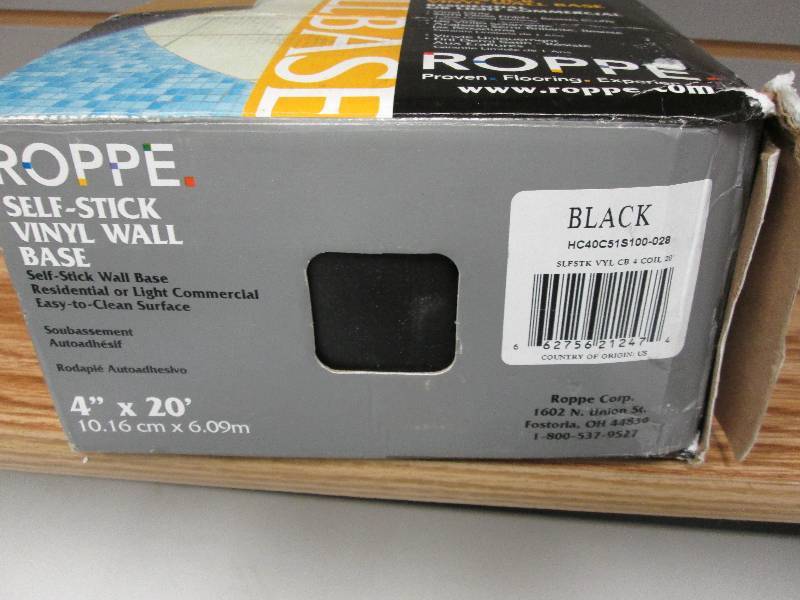 VINYL WALL BASE
ROPPE
Proven. Flooring. Experience
www.roppe.com
BASE
ROPPE.
SELF-STICK
VINYL WALL
BASE
Self-Stick Wall Base
Residential or Light Commercial
Easy-to-Clean Surface
Soubassement
Autoadhésif
Rodapié Autoadhesivo
4" x 20'
10.16 cm x 6.09m
BLACK
HC40C51S100-028
SLFSTK VYL CB 4 COIL 20'
6 62756 21247 4
COUNTRY OF ORIGIN: US
Roppe Corp.
1602 N. Union St.
Fostoria, OH 44830
1-800-537-9527